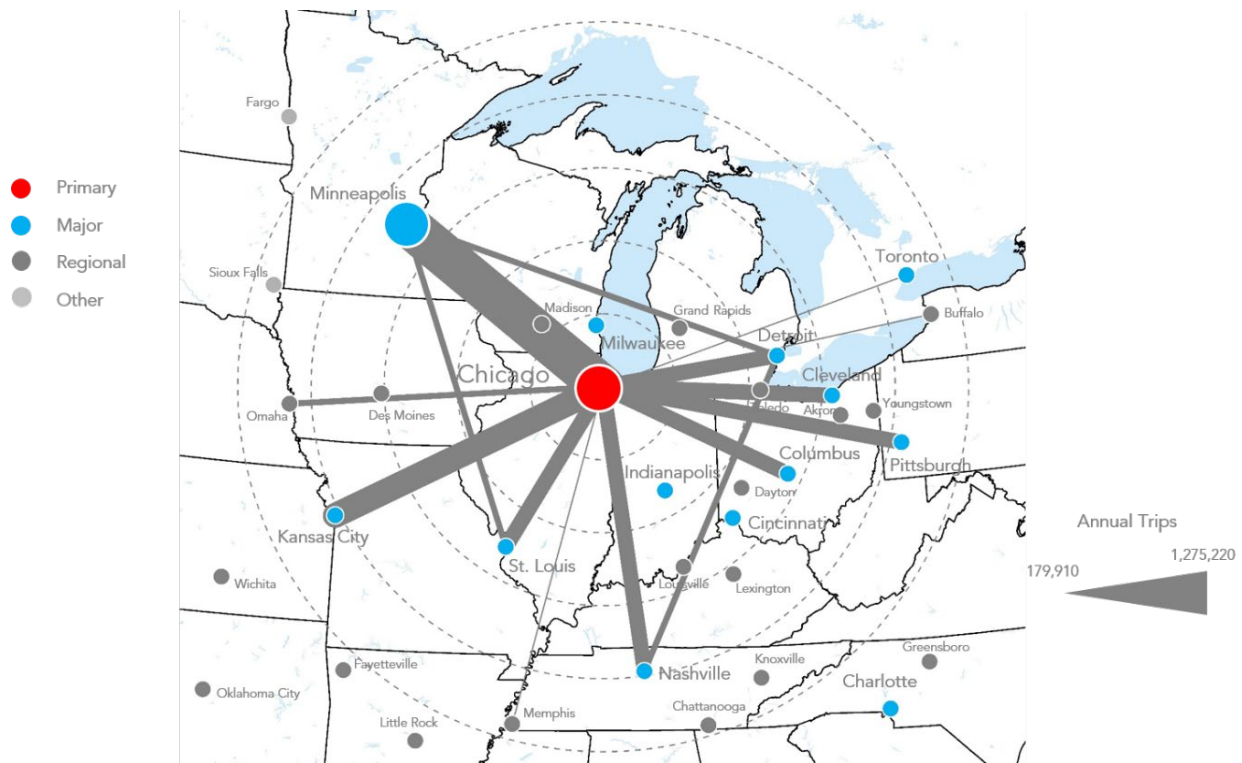 Primary
Major
Regional
Other
Fargo
Minneapolis
Sioux Falls
Toronto
Buffalo
Madison
Grand Rapids
Milwaukee
Detroit
Chicago
Cleveland
Omaha
Des Moines
Toledo
Akron
Youngstown
Columbus
Pittsburgh
Indianapolis
Dayton
Cincinnati
Kansas City
St. Louis
Louisville
Lexington
Wichita
Annual Trips
1,275,220
179,910
Fayetteville
Nashville
Knoxville
Greensboro
Charlotte
Oklahoma City
Little Rock
Memphis
Chattanooga